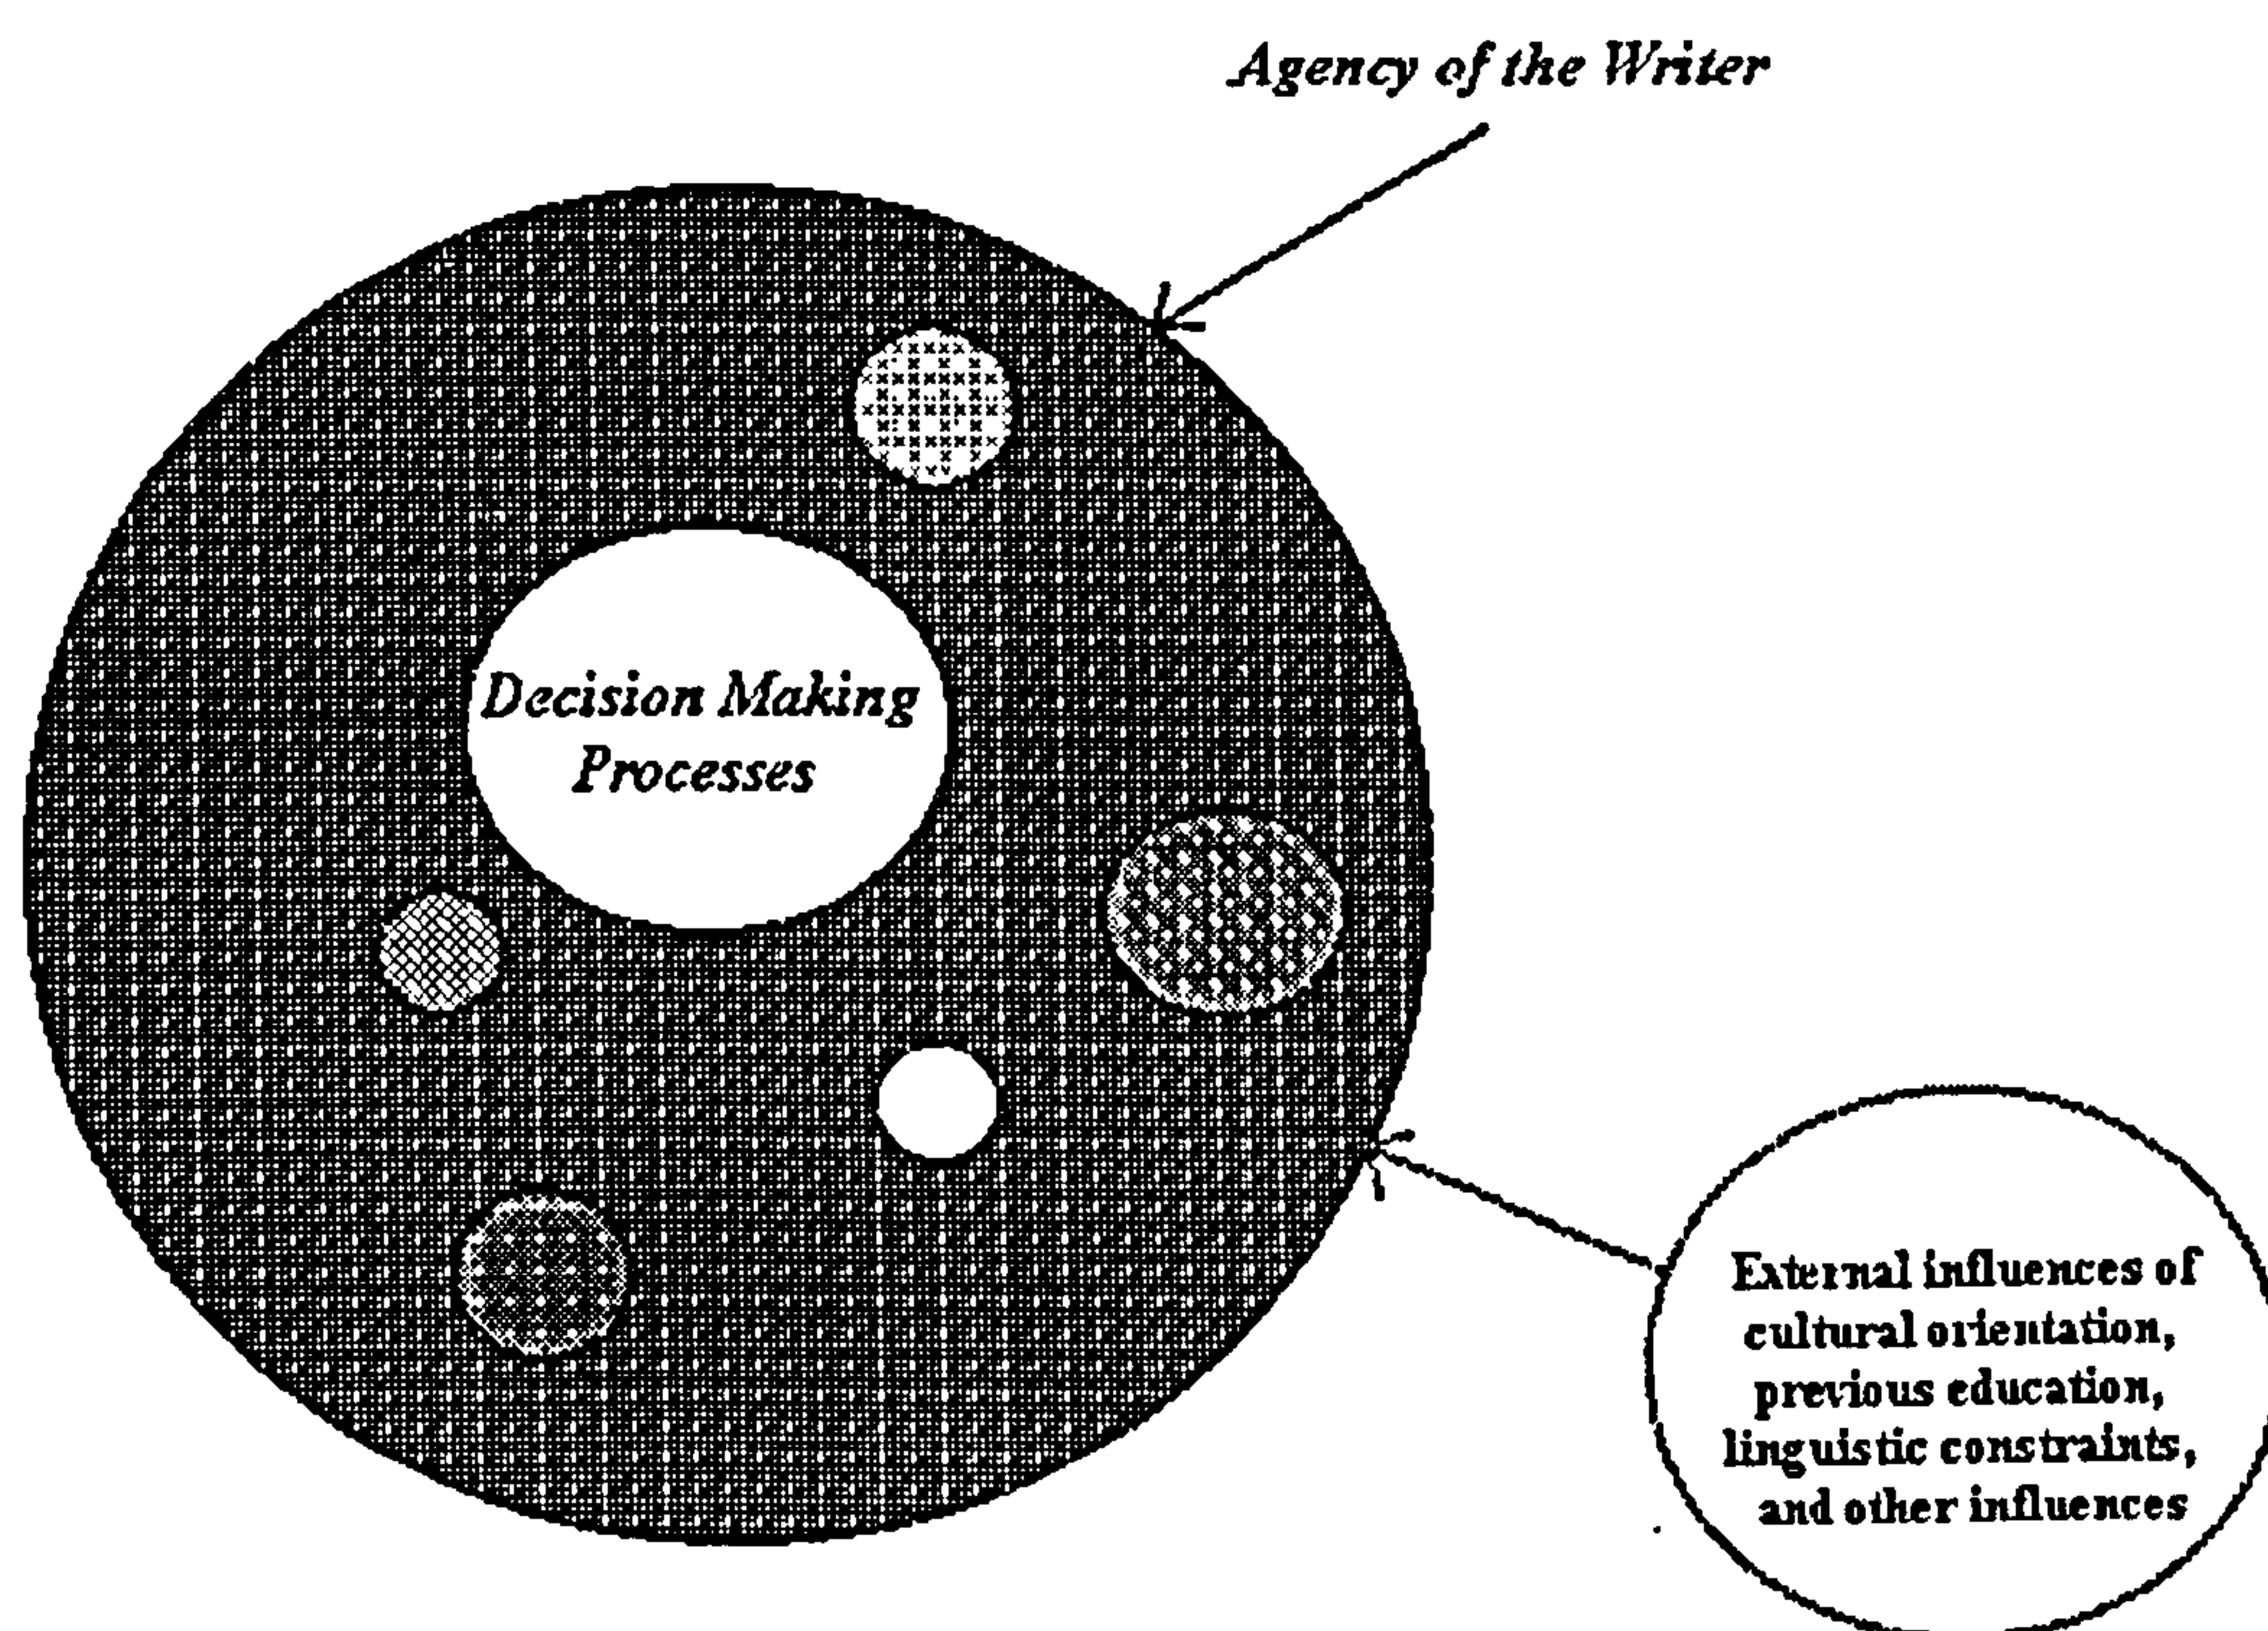 Agency of the Writer
Decision Making
Processes
External influences of
cultural orientation,
previous education,
linguistic constraints,
and other influences